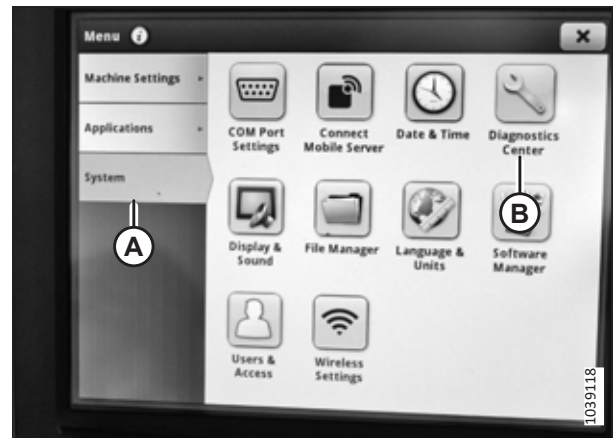 Menu i
Machine Settings
Applications
System
COM Port
Settings
Connect
Mobile Server
Date & Time
Diagnostics
Center
Display &
Sound
File Manager
Language &
Units
Software
Manager
Users &
Access
Wireless
Settings
A
B
1039118